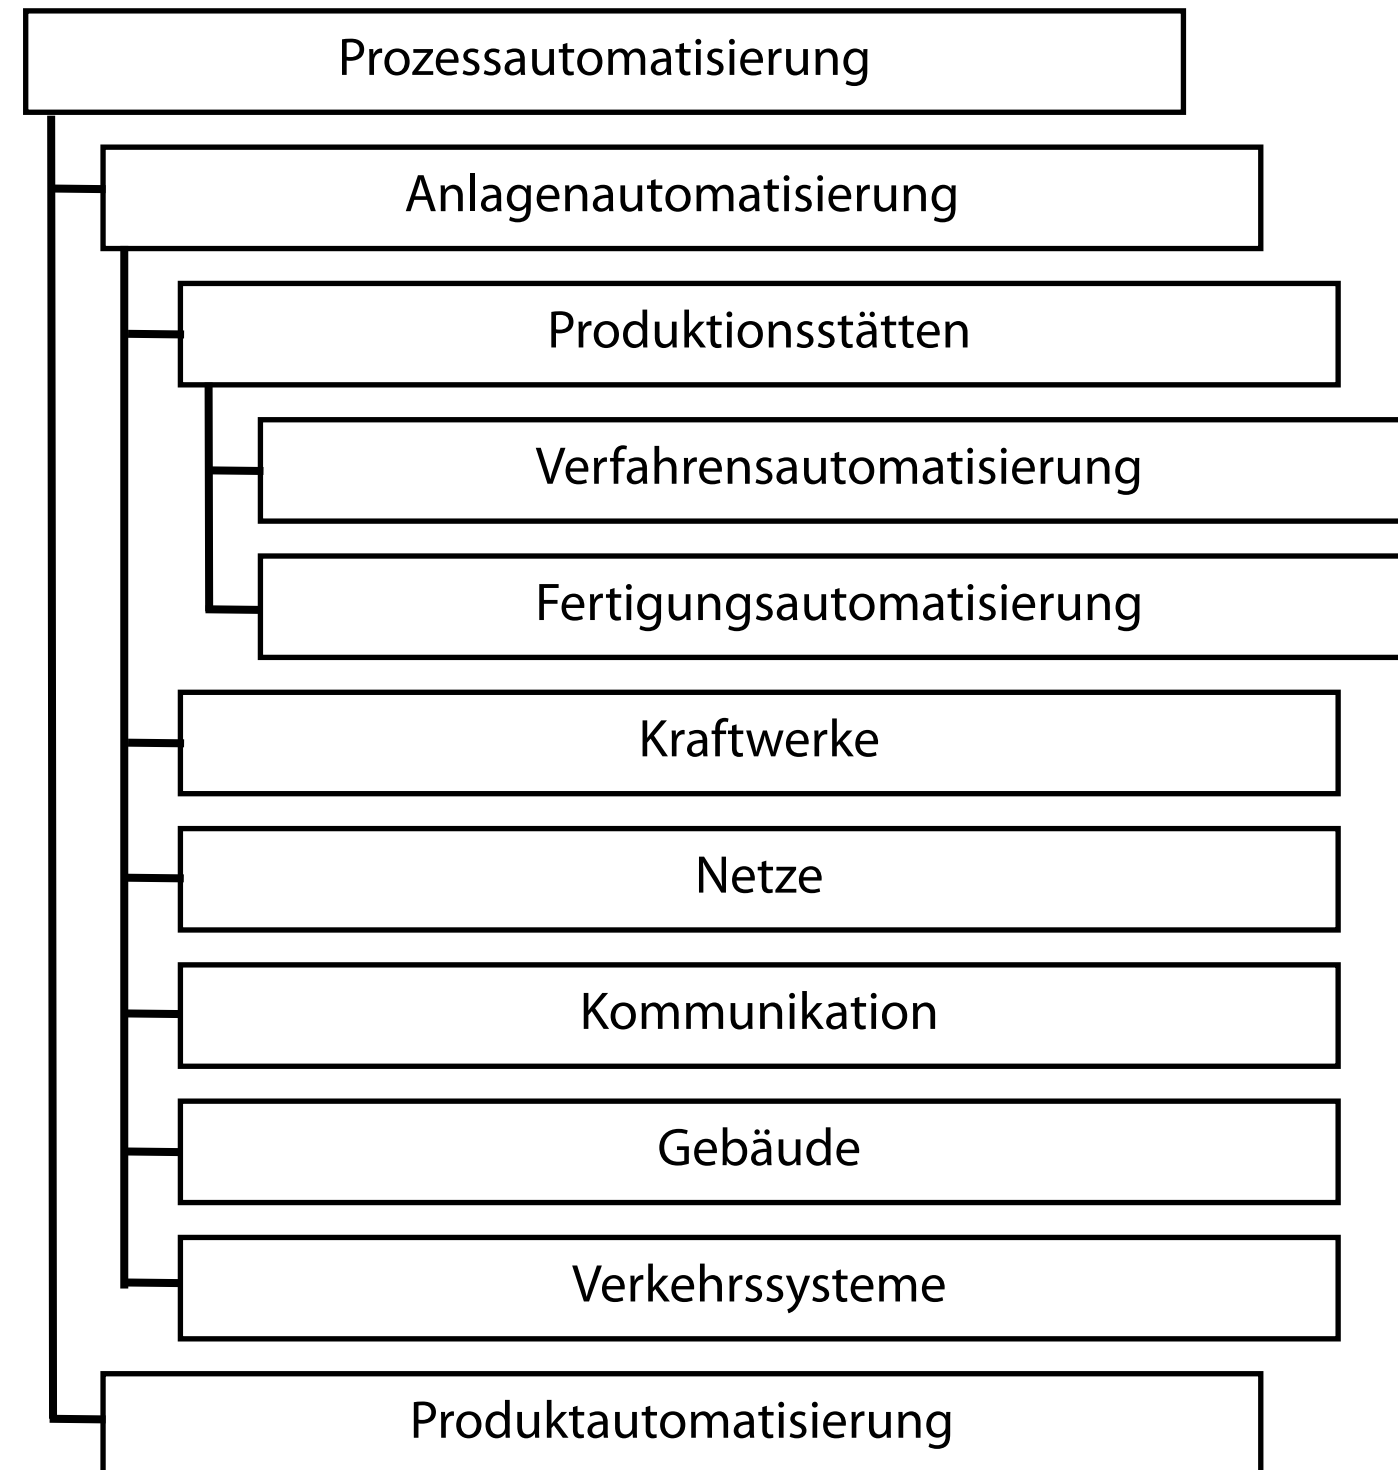 Prozessautomatisierung
Anlagenautomatisierung
Produktionsstätten
Verfahrensautomatisierung
Fertigungsautomatisierung
Kraftwerke
Netze
Kommunikation
Gebäude
Verkehrssysteme
Produktautomatisierung